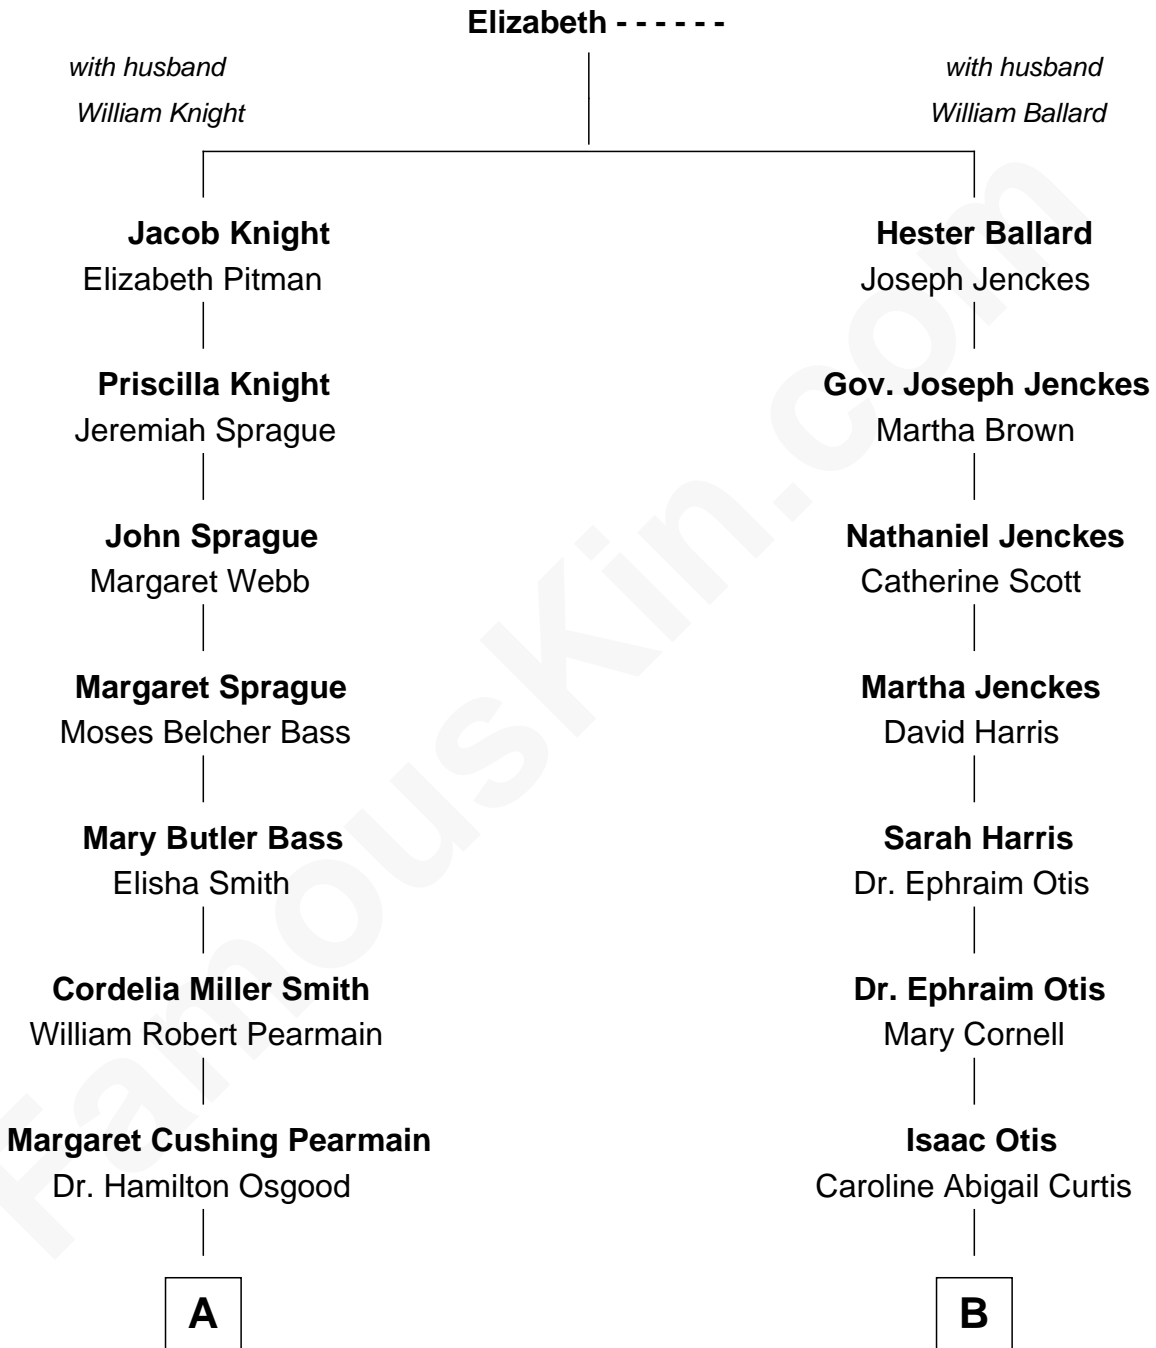 Elizabeth - - - - - -
with husband
William Knight
with husband
William Ballard
Jacob Knight
Elizabeth Pitman
Hester Ballard
Joseph Jenckes
Priscilla Knight
Jeremiah Sprague
Gov. Joseph Jenckes
Martha Brown
John Sprague
Margaret Webb
Nathaniel Jenckes
Catherine Scott
Margaret Sprague
Moses Belcher Bass
Martha Jenckes
David Harris
Mary Butler Bass
Elisha Smith
Sarah Harris
Dr. Ephraim Otis
Cordelia Miller Smith
William Robert Pearmain
Dr. Ephraim Otis
Mary Cornell
Margaret Cushing Pearmain
Dr. Hamilton Osgood
Isaac Otis
Caroline Abigail Curtis
A
B
FamousKin.com